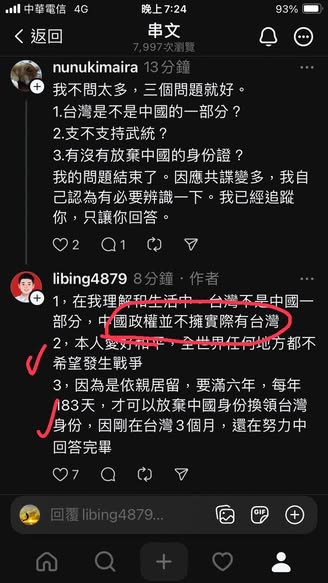 中華電信 4G 晚上7:24 93%
返回 串文
7,997次瀏覽
nunukimaira 13分鐘
我不問太多，三個問題就好。
1.台灣是不是中國的一部分？
2.支不支持武統？
3.有沒有放棄中國的身份證？
我的問題結束了。因應共諜變多，我自
己認為有必要辨識一下。我已經追蹤
你，只讓你回答。
2 1
libing4879 8分鐘·作者
1，在我理解和生活中，台灣不是中國一
部分，中國政權並不擁實際有台灣
2，本人愛好和平，全世界任何地方都不
希望發生戰爭
3，因為是依親居留，要滿六年，每年
183天，才可以放棄中國身份換領台灣
身份，因剛在台灣3個月，還在努力中
回答完畢
7
回覆libing4879... GIF